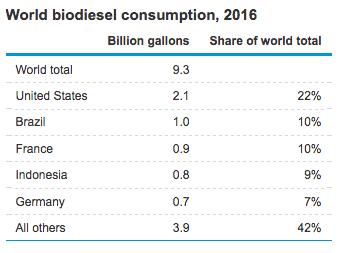 World biodiesel consumption, 2016
Billion gallons Share of world total
World total 9.3
United States 2.1 22%
Brazil 1.0 10%
France 0.9 10%
Indonesia 0.8 9%
Germany 0.7 7%
All others 3.9 42%